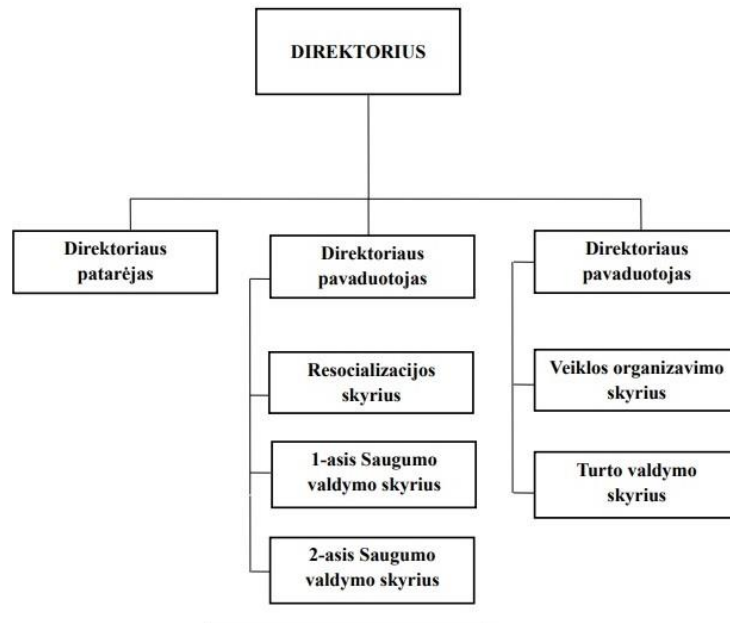 DIREKTORIUS
Direktoriaus
patarėjas
Direktoriaus
pavaduotojas
Resocializacijos
skyrius
1-asis Saugumo
valdymo skyrius
2-asis Saugumo
valdymo skyrius
Direktoriaus
pavaduotojas
Veiklos organizavimo
skyrius
Turto valdymo
skyrius